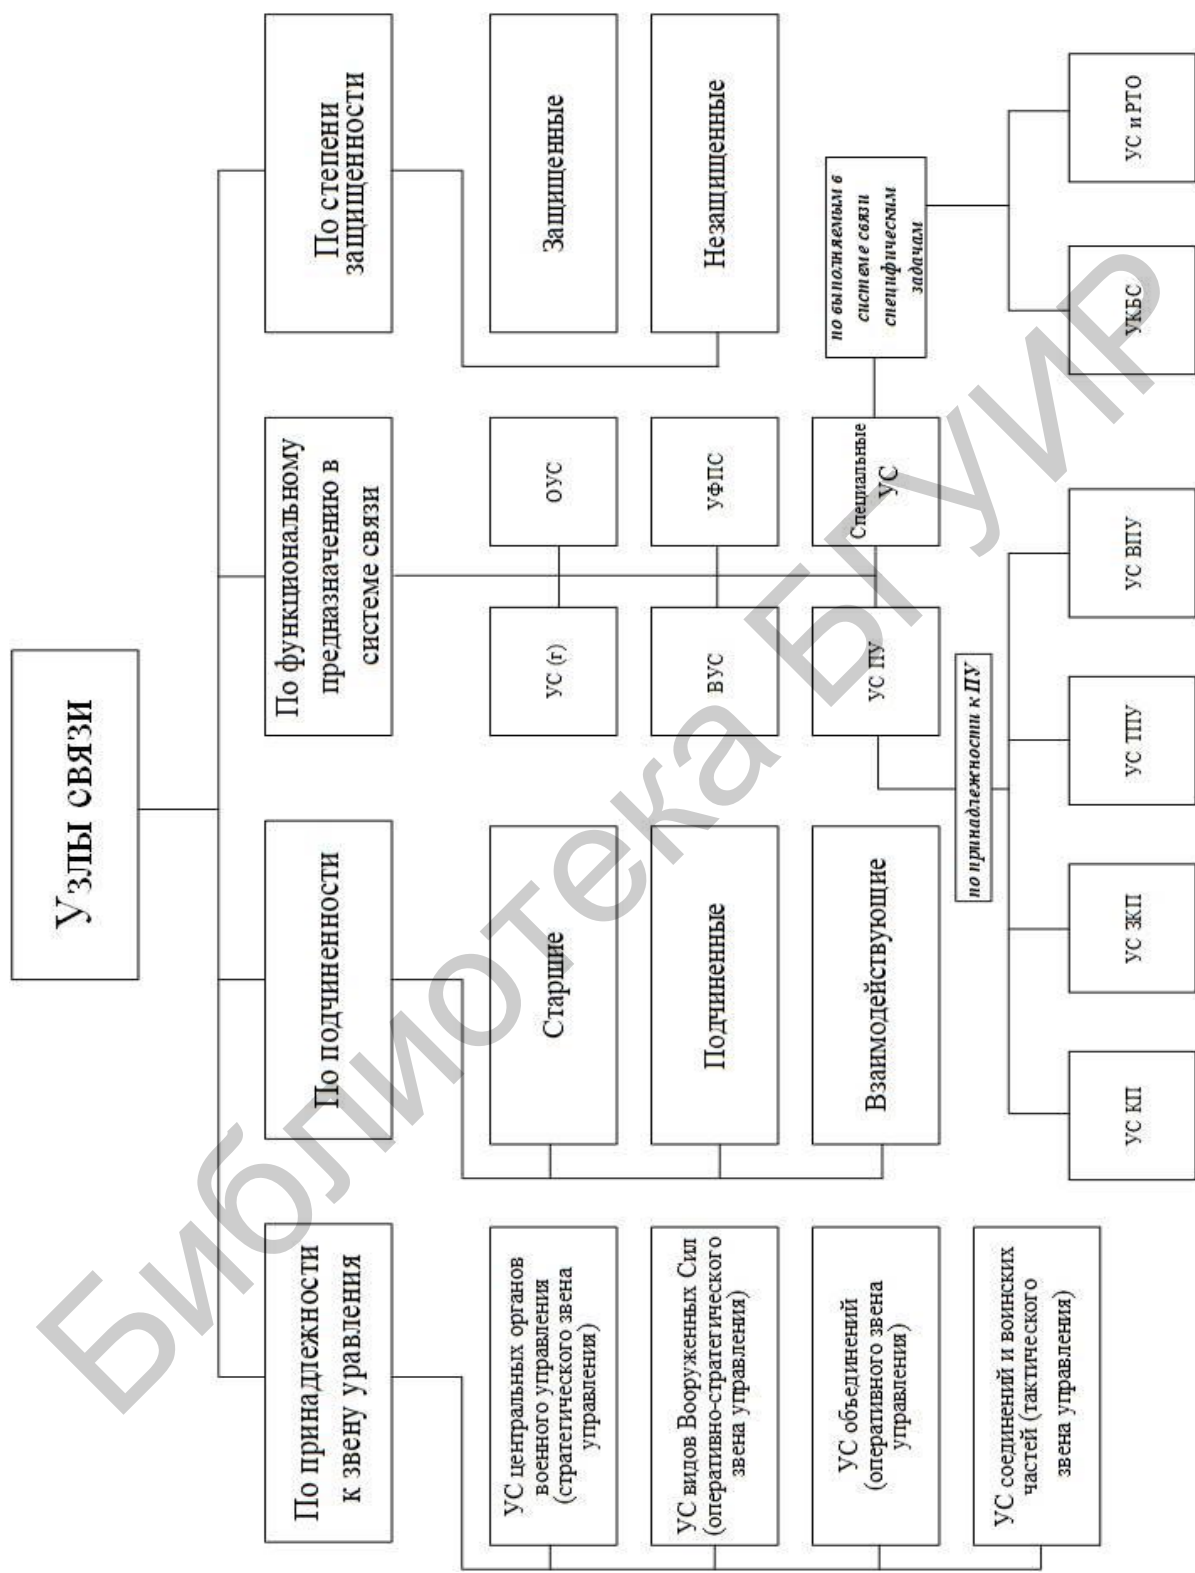 Узлы связи
По принадлежности
к звену уравления
УС центральных органов
военного управления
(стратегического звена
управления)
УС видов Вооруженных Сил
(оперативно-стратегического
звена управления)
УС объединений
(оперативного звена
управления)
УС соединений и воинских
частей (тактического
звена управления)
По подчиненности
Старшие
Подчиненные
Взаимодействующие
По функциональному
предназначению в
системе связи
УС (г)
ОУС
ВУС
УФПС
УС ПУ
Специальные
УС
по принадлежности к ПУ
УС КП
УС ЗКП
УС ТПУ
УС ВПУ
по выполняемым в
системе связи
специфическим
задачам
УКБС
УС и РТО
По степени
защищенности
Защищенные
Незащищенные
Библиотека БГУИР